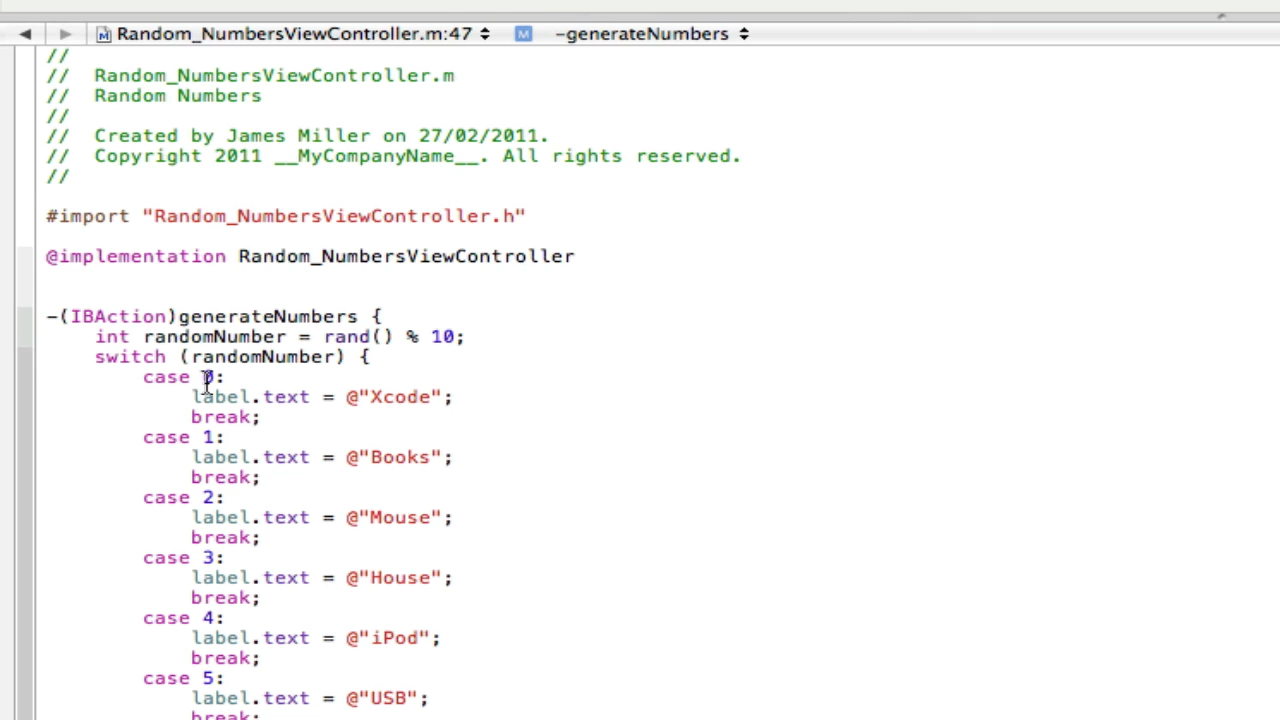 Random_NumbersViewController.m:47 M -generateNumbers
//
// Random_NumbersViewController.m
// Random Numbers
//
// Created by James Miller on 27/02/2011.
// Copyright 2011 __MyCompanyName__. All rights reserved.
//
#import "Random_NumbersViewController.h"
@implementation Random_NumbersViewController
-(IBAction)generateNumbers {
int randomNumber = rand() % 10;
switch (randomNumber) {
case 0:
label.text = @"Xcode";
break;
case 1:
label.text = @"Books";
break;
case 2:
label.text = @"Mouse";
break;
case 3:
label.text = @"House";
break;
case 4:
label.text = @"iPod";
break;
case 5:
label.text = @"USB";
break;